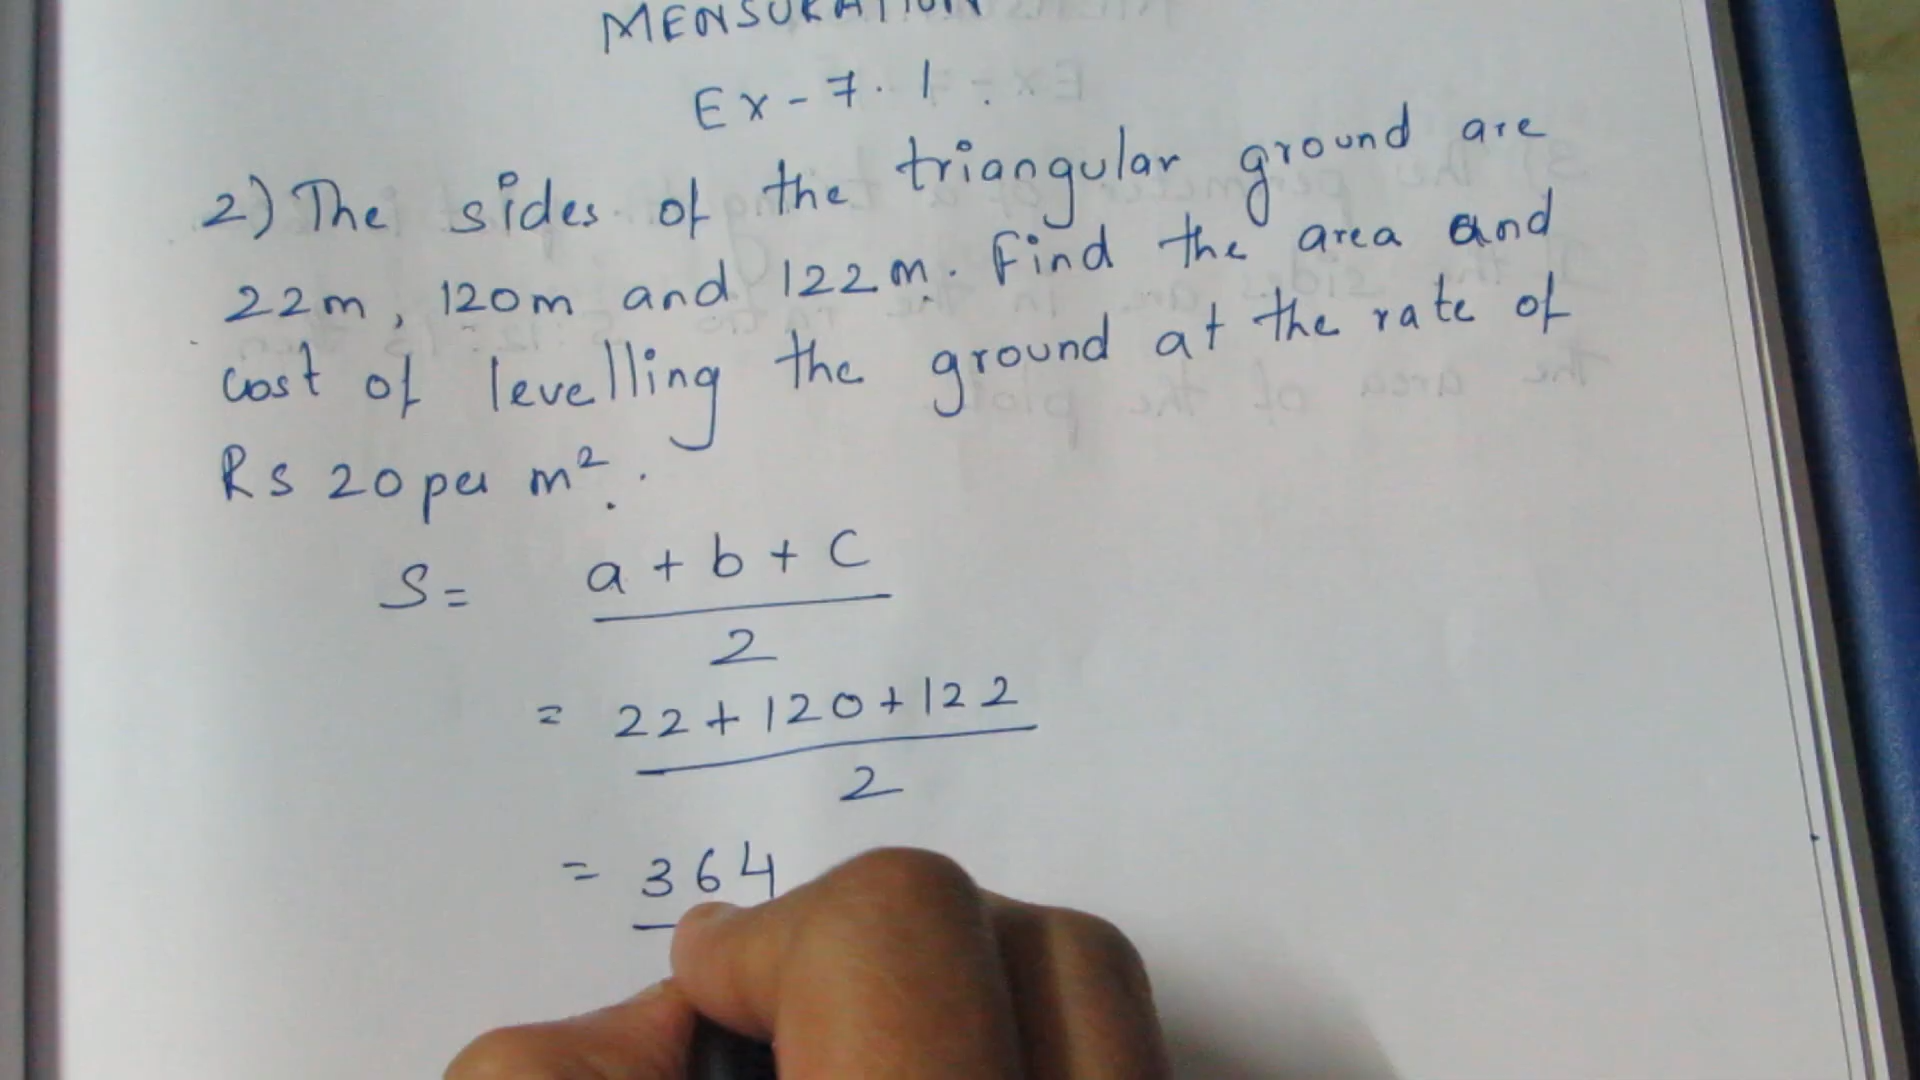 MENSURATION
Ex - 7.1
2) The sides of the triangular ground are
22m, 120m and 122m. Find the area and
cost of levelling the ground at the rate of
Rs 20 per m².
S = a + b + c
2
= 22 + 120 + 122
2
= 364